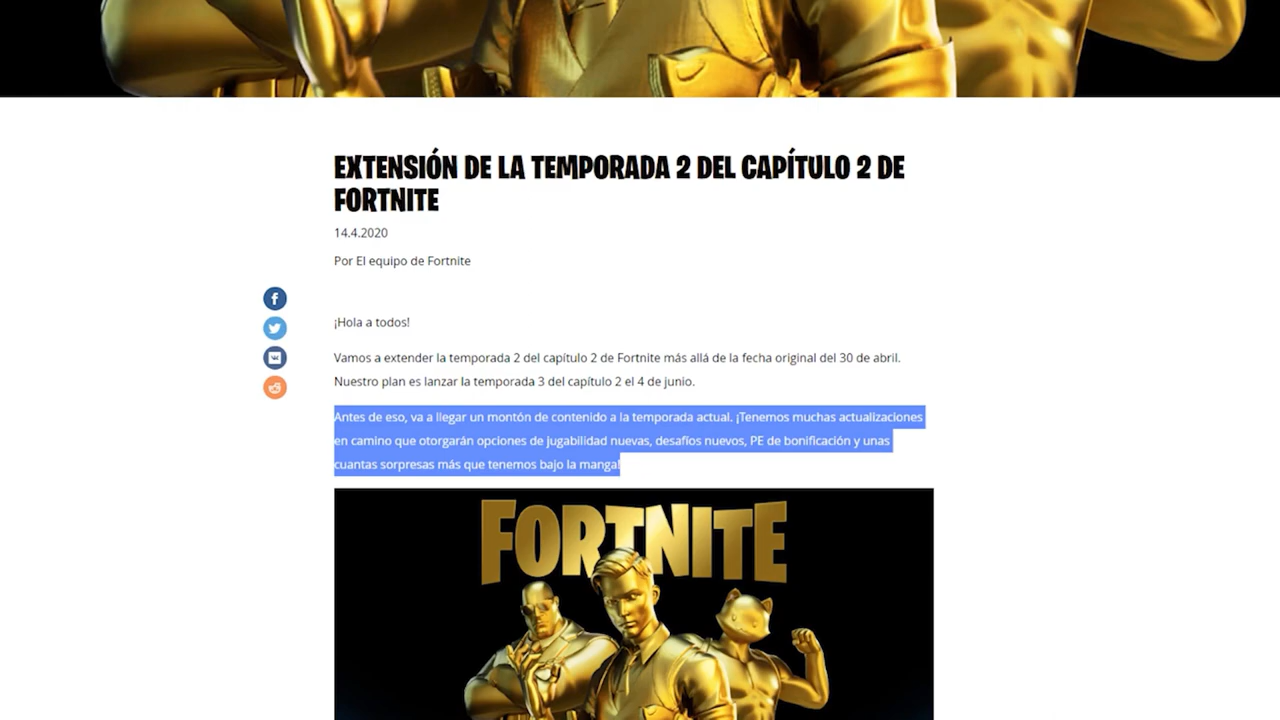 EXTENSIÓN DE LA TEMPORADA 2 DEL CAPÍTULO 2 DE
FORTNITE
14.4.2020
Por El equipo de Fortnite
¡Hola a todos!
Vamos a extender la temporada 2 del capítulo 2 de Fortnite más allá de la fecha original del 30 de abril.
Nuestro plan es lanzar la temporada 3 del capítulo 2 el 4 de junio.
Antes de eso, va a llegar un montón de contenido a la temporada actual. ¡Tenemos muchas actualizaciones
en camino que otorgarán opciones de jugabilidad nuevas, desafíos nuevos, PE de bonificación y unas
cuantas sorpresas más que tenemos bajo la manga!
FORTNITE